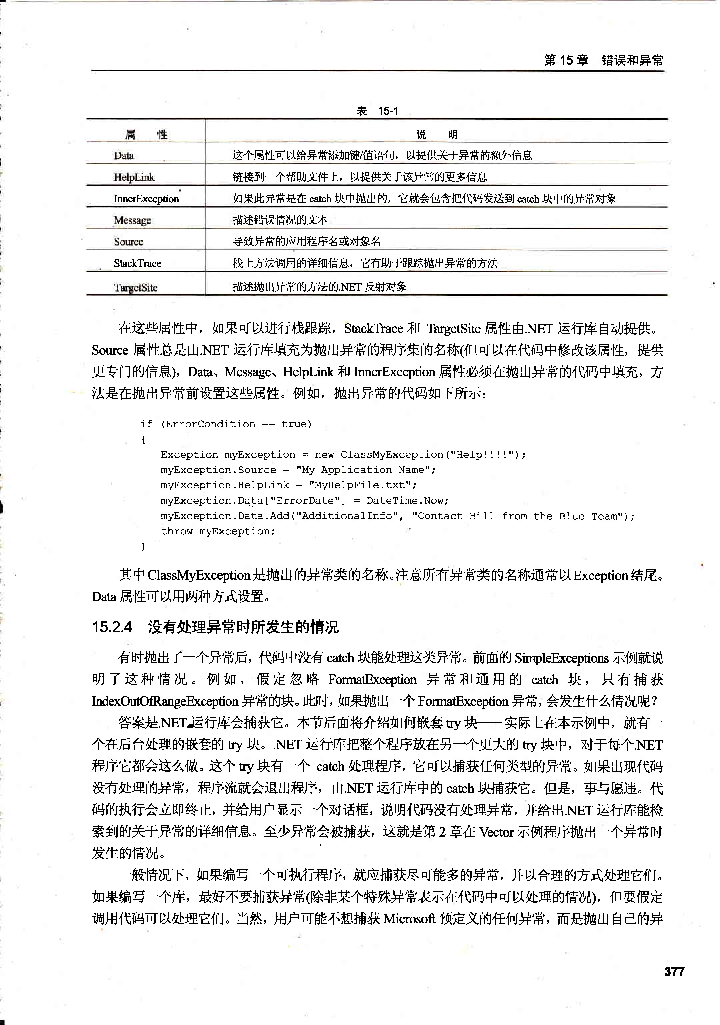 第 15 章 错误和异常
表 15-1
属 性 说 明
Data 这个属性可以给异常添加键/值语句，以提供关于异常的额外信息
HelpLink 链接到一个帮助文件上，以提供关于该异常的更多信息
InnerException 如果此异常是在 catch 块中抛出的，它就会包含把代码发送到 catch 块中的异常对象
Message 描述错误情况的文本
Source 导致异常的应用程序名或对象名
StackTrace 栈上方法调用的详细信息，它有助于跟踪抛出异常的方法
TargetSite 描述抛出异常的方法的.NET 反射对象
在这些属性中，如果可以进行栈跟踪，StackTrace 和 TargetSite 属性由.NET 运行库自动提供。
Source 属性总是由.NET 运行库填充为抛出异常的程序集的名称(但可以在代码中修改该属性，提供
更专门的信息)，Data、Message、HelpLink 和 InnerException 属性必须在抛出异常的代码中填充，方
法是在抛出异常前设置这些属性。例如，抛出异常的代码如下所示：
if (ErrorCondition == true)
{
Exception myException = new ClassMyException("Help!!!!");
myException.Source = "My Application Name";
myException.HelpLink = "MyHelpFile.txt";
myException.Data["ErrorDate"] = DateTime.Now;
myException.Data.Add("AdditionalInfo", "Contact Bill from the Blue Team");
throw myException;
}
其中 ClassMyException 是抛出的异常类的名称。注意所有异常类的名称通常以 Exception 结尾。
Data 属性可以用两种方式设置。
15.2.4 没有处理异常时所发生的情况
有时抛出了一个异常后，代码中没有 catch 块能处理这类异常。前面的 SimpleExceptions 示例就说
明了这种情况。例如，假定忽略 FormatException 异常和通用的 catch 块，只有捕获
IndexOutOfRangeException 异常的块。此时，如果抛出一个 FormatException 异常，会发生什么情况呢？
答案是.NET 运行库会捕获它。本节后面将介绍如何嵌套 try 块——实际上在本示例中，就有一
个在后台处理的嵌套的 try 块。.NET 运行库把整个程序放在另一个更大的 try 块中，对于每个.NET
程序它都会这么做。这个 try 块有一个 catch 处理程序，它可以捕获任何类型的异常。如果出现代码
没有处理的异常，程序流就会退出程序，由.NET 运行库中的 catch 块捕获它。但是，事与愿违。代
码的执行会立即终止，并给用户显示一个对话框，说明代码没有处理异常，并给出.NET 运行库能检
索到的关于异常的详细信息。至少异常会被捕获，这就是第 2 章在 Vector 示例程序抛出一个异常时
发生的情况。
一般情况下，如果编写一个可执行程序，就应捕获尽可能多的异常，并以合理的方式处理它们。
如果编写一个库，最好不要捕获异常(除非某个特殊异常表示在代码中可以处理的情况)，但要假定
调用代码可以处理它们。当然，用户可能不想捕获 Microsoft 预定义的任何异常，而是抛出自己的异
377